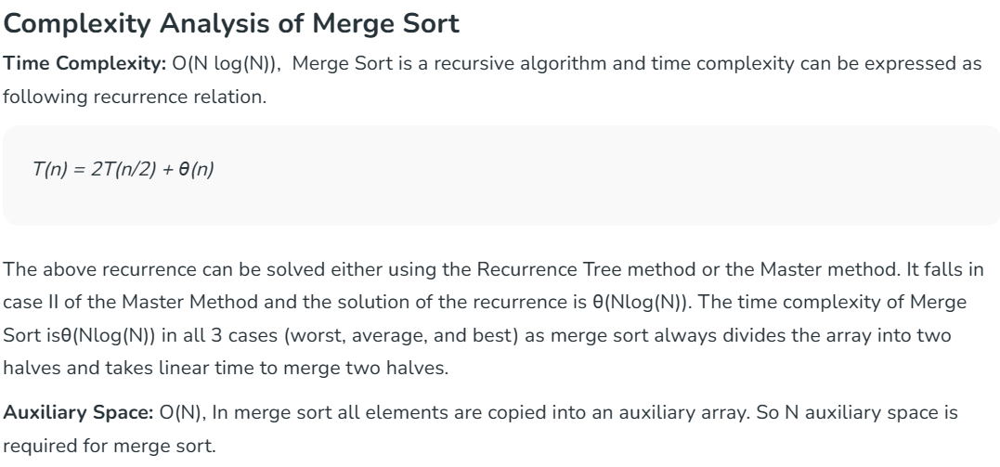 Complexity Analysis of Merge Sort
Time Complexity: O(N log(N)),  Merge Sort is a recursive algorithm and time complexity can be expressed as
following recurrence relation.
T(n) = 2T(n/2) + θ(n)
The above recurrence can be solved either using the Recurrence Tree method or the Master method. It falls in
case II of the Master Method and the solution of the recurrence is θ(Nlog(N)). The time complexity of Merge
Sort isθ(Nlog(N)) in all 3 cases (worst, average, and best) as merge sort always divides the array into two
halves and takes linear time to merge two halves.
Auxiliary Space: O(N), In merge sort all elements are copied into an auxiliary array. So N auxiliary space is
required for merge sort.